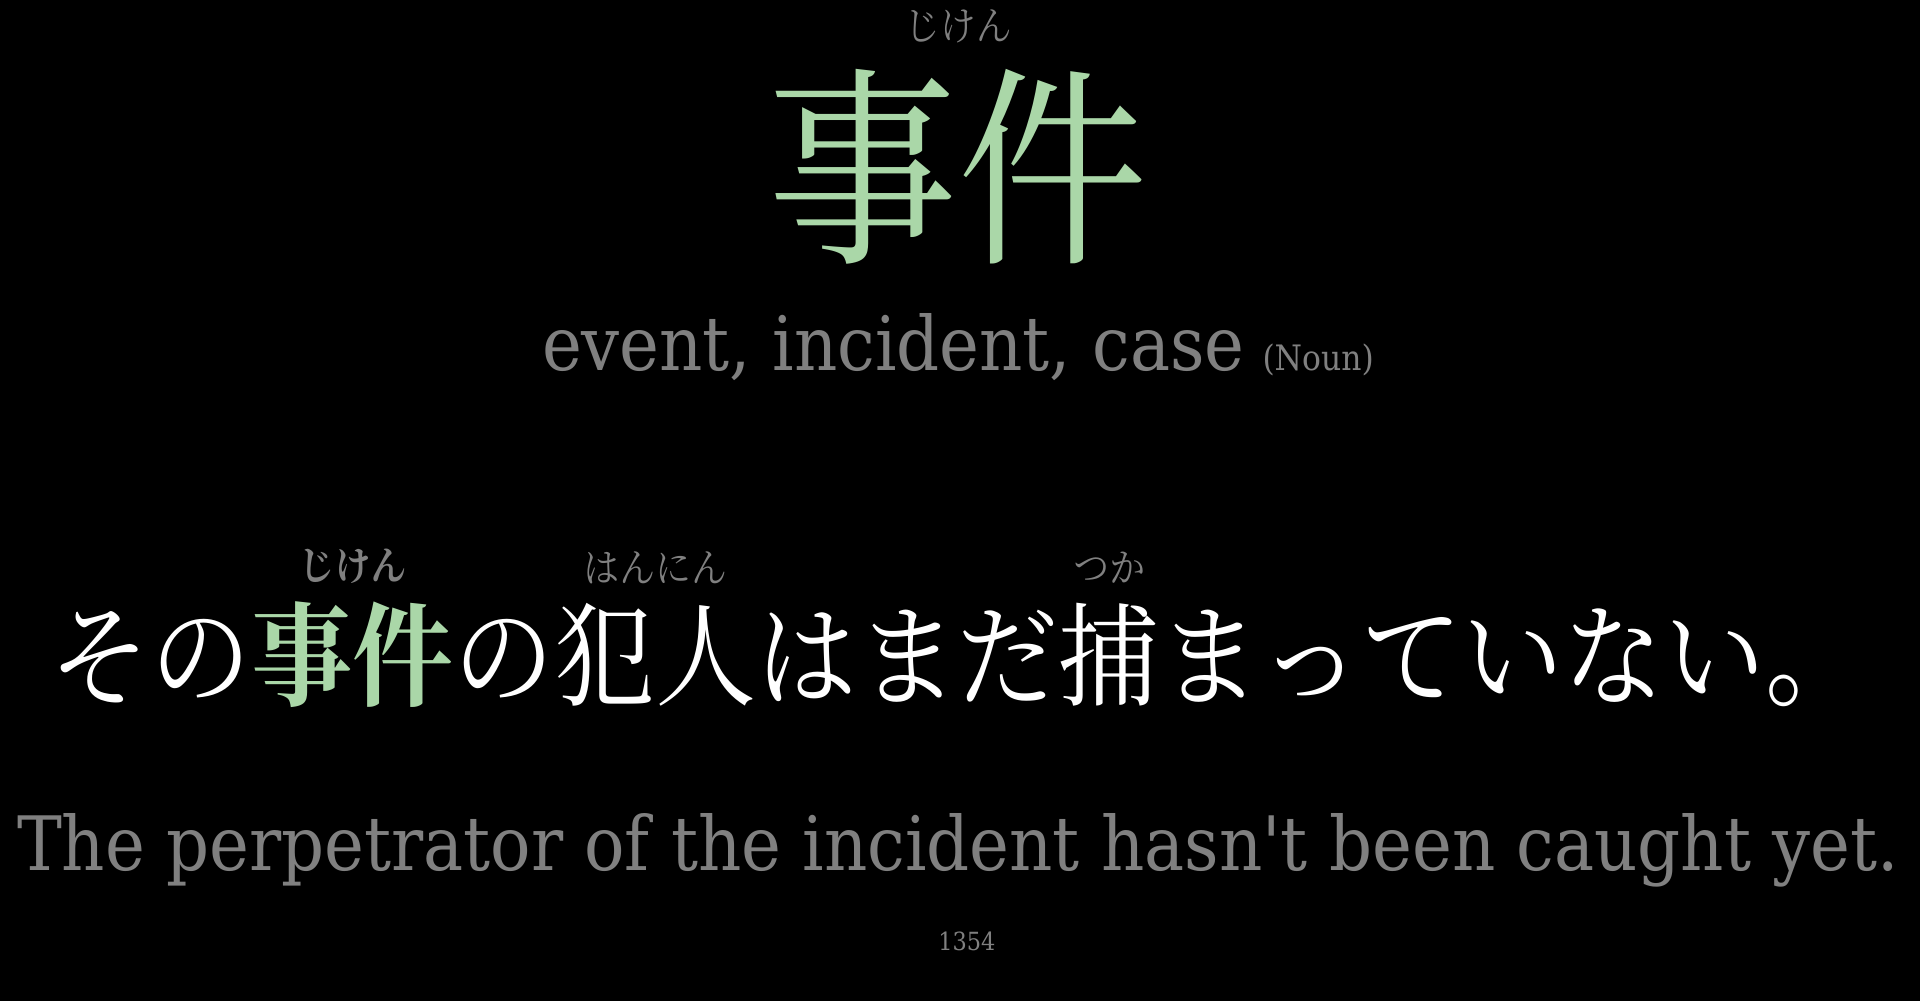 じけん
事件
event, incident, case (Noun)
じけん はんにん つか
その事件の犯人はまだ捕まっていない。
The perpetrator of the incident hasn't been caught yet.
1354